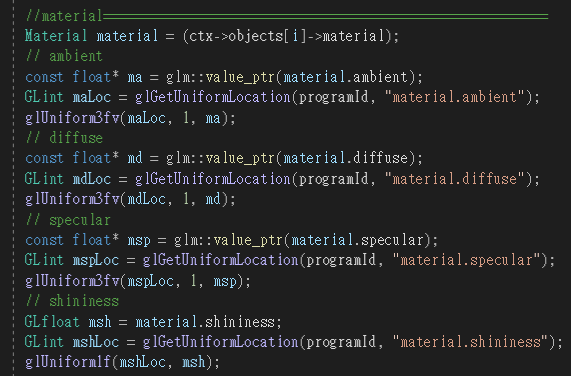 //material==================================================
Material material = (ctx->objects[i]->material);
// ambient
const float* ma = glm::value_ptr(material.ambient);
GLint maLoc = glGetUniformLocation(programId, "material.ambient");
glUniform3fv(maLoc, 1, ma);
// diffuse
const float* md = glm::value_ptr(material.diffuse);
GLint mdLoc = glGetUniformLocation(programId, "material.diffuse");
glUniform3fv(mdLoc, 1, md);
// specular
const float* msp = glm::value_ptr(material.specular);
GLint mspLoc = glGetUniformLocation(programId, "material.specular");
glUniform3fv(mspLoc, 1, msp);
// shininess
GLfloat msh = material.shininess;
GLint mshLoc = glGetUniformLocation(programId, "material.shininess");
glUniform1f(mshLoc, msh);